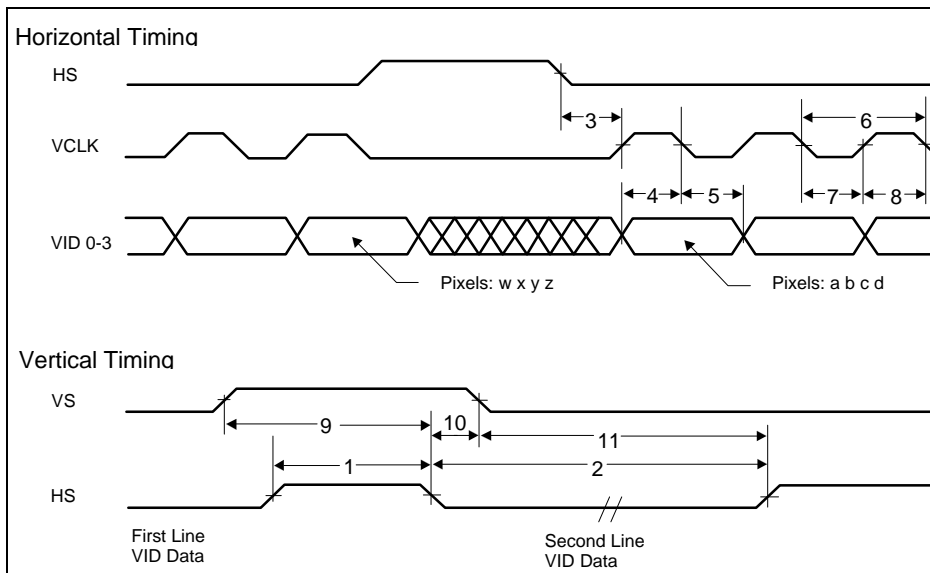 Horizontal Timing
HS
3
6
VCLK
4
5
7
8
VID 0-3
Pixels: w x y z
Pixels: a b c d
Vertical Timing
VS
9
10
11
1
2
HS
First Line
VID Data
Second Line
VID Data